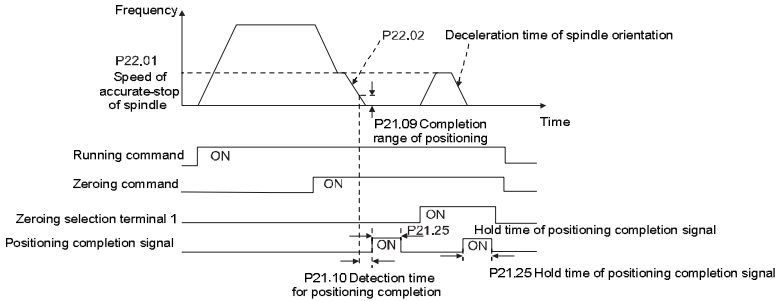 Frequency
P22.02
Deceleration time of spindle orientation
P22.01
Speed of
accurate-stop
of spindle
Time
P21.09 Completion
range of positioning
Running command
ON
Zeroing command
ON
Zeroing selection terminal 1
ON
P21.25
Hold time of positioning completion signal
Positioning completion signal
ON
ON
P21.10 Detection time
for positioning completion
P21.25 Hold time of positioning completion signal